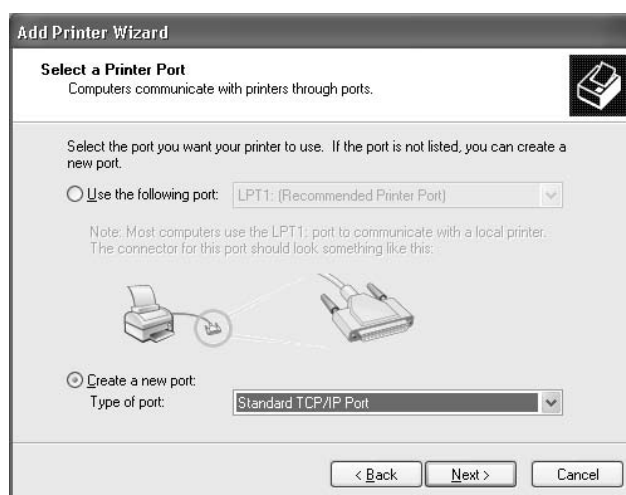 Add Printer Wizard
Select a Printer Port
Computers communicate with printers through ports.
Select the port you want your printer to use. If the port is not listed, you can create a
new port.
Use the following port: LPT1: (Recommended Printer Port)
Note: Most computers use the LPT1: port to communicate with a local printer.
The connector for this port should look something like this:
Create a new port:
Type of port: Standard TCP/IP Port
< Back Next > Cancel